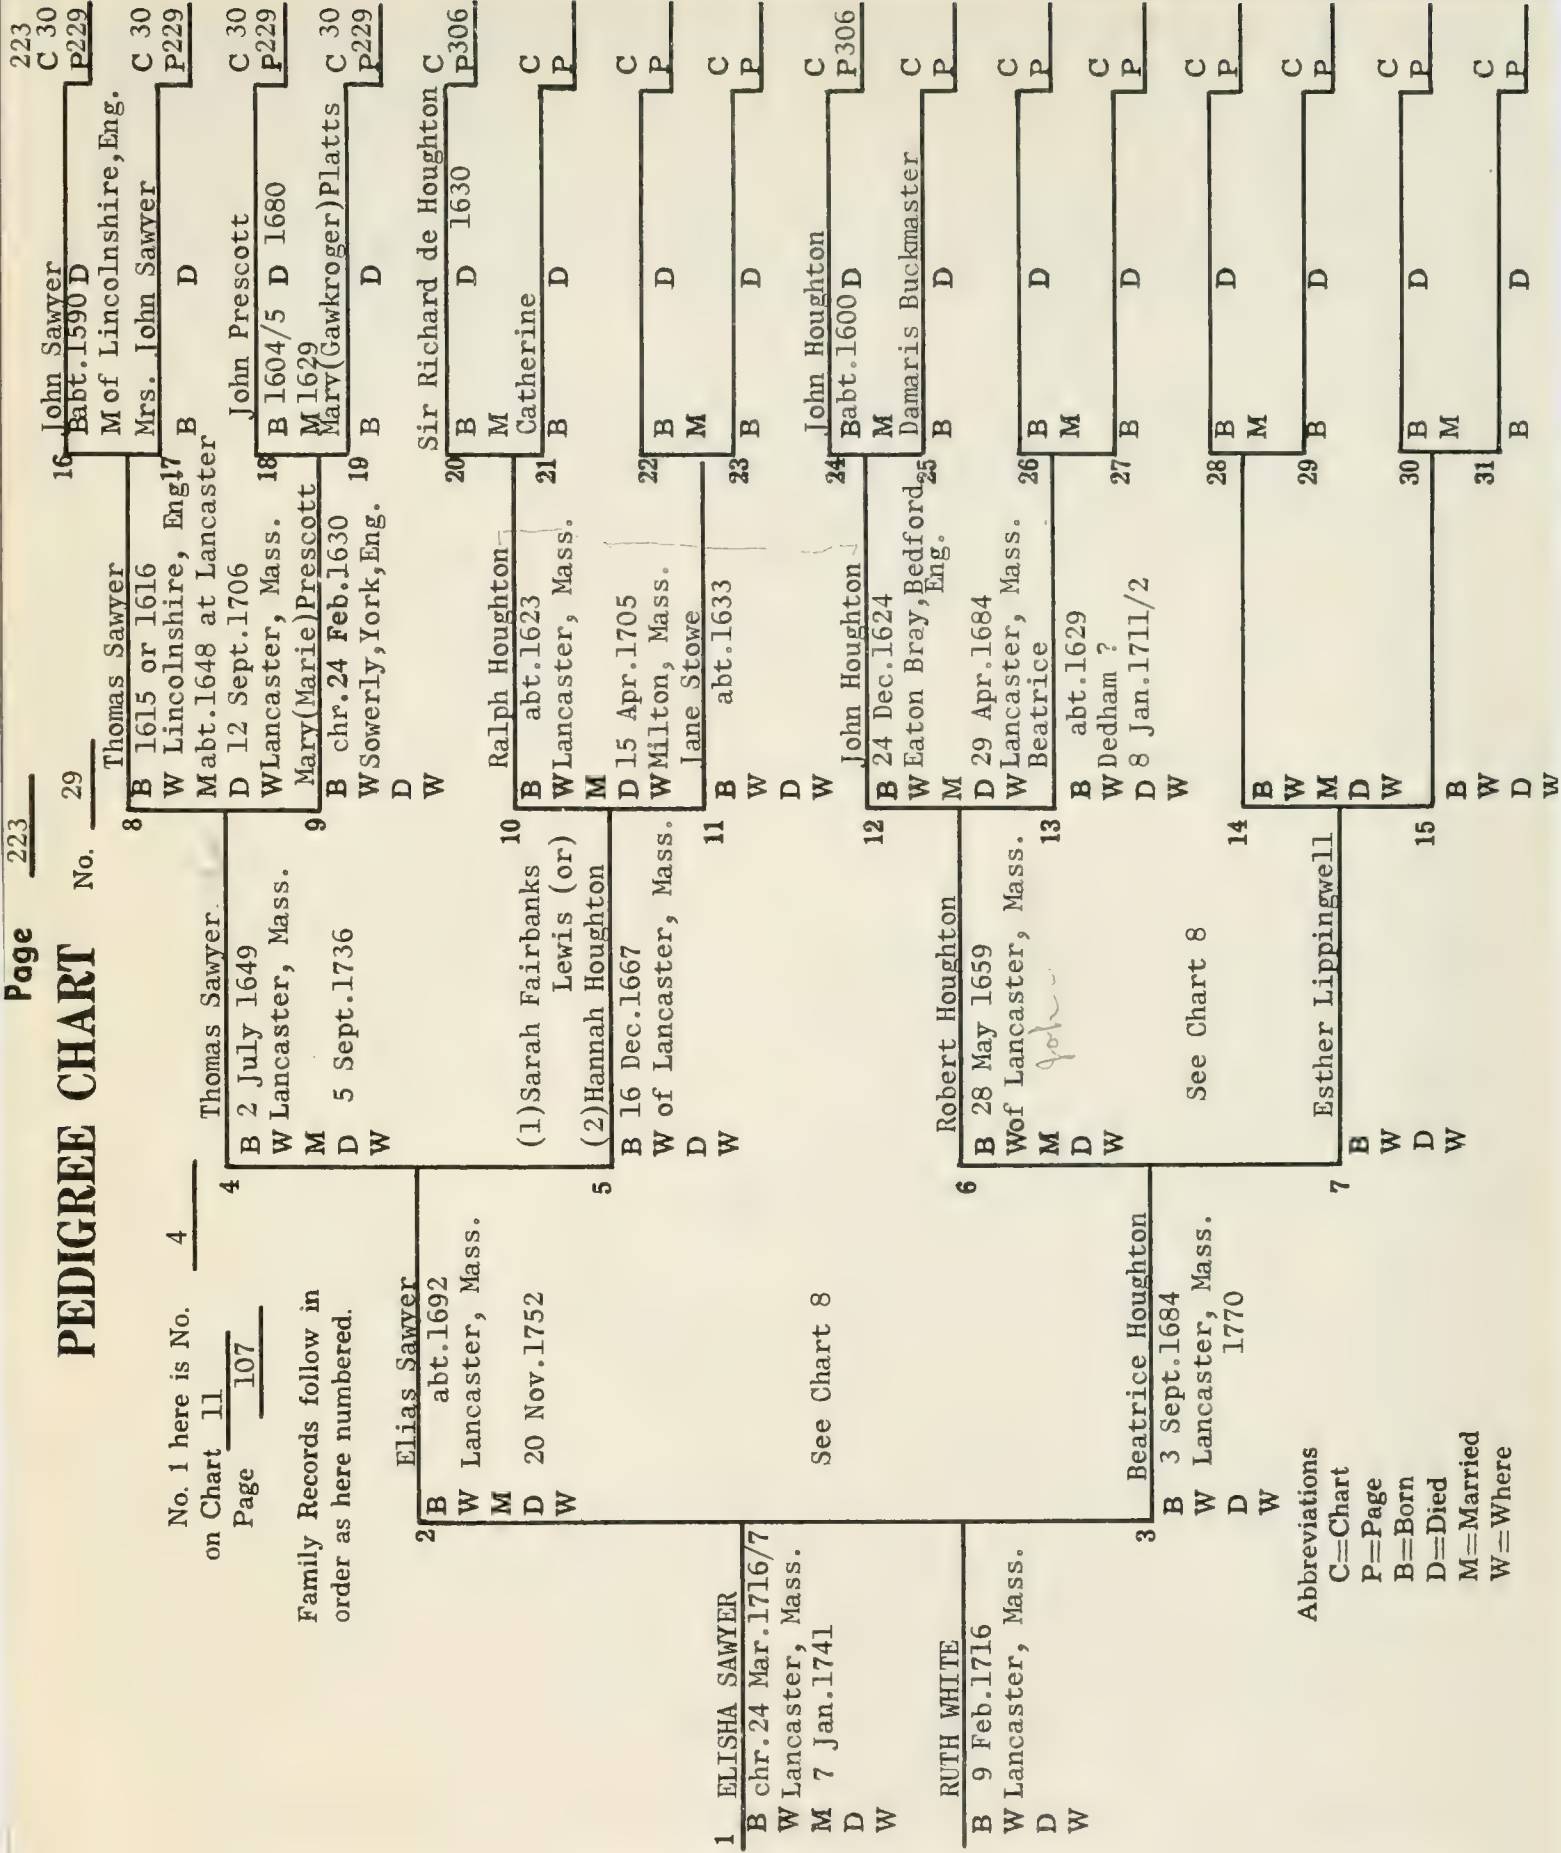 Page 223
223
PEDIGREE CHART
No. 29
No. 1 here is No. 4
on Chart 11
Page 107
Family Records follow in
order as here numbered.
1 ELISHA SAWYER
B chr.24 Mar.1716/7
W Lancaster, Mass.
M 7 Jan.1741
D
W
RUTH WHITE
B 9 Feb.1716
W Lancaster, Mass.
D
W
2 Elias Sawyer
B abt.1692
W Lancaster, Mass.
M
D 20 Nov.1752
W
See Chart 8
3 Beatrice Houghton
B 3 Sept.1684
W Lancaster, Mass.
D 1770
W
Abbreviations
C=Chart
P=Page
B=Born
D=Died
M=Married
W=Where
4 Thomas Sawyer
B 2 July 1649
W Lancaster, Mass.
M
D 5 Sept.1736
W
(1)Sarah Fairbanks
Lewis (or)
5 (2)Hannah Houghton
B 16 Dec.1667
W of Lancaster, Mass.
D
W
6 Robert Houghton
B 28 May 1659
W of Lancaster, Mass.
M John
D
W
See Chart 8
7 Esther Lippingwell
B
W
D
W
8 Thomas Sawyer
B 1615 or 1616
W Lincolnshire, Eng.
M abt.1648 at Lancaster
D 12 Sept.1706
W Lancaster, Mass.
9 Mary(Marie)Prescott
B chr.24 Feb.1630
W Sowerly,York,Eng.
D
W
10 Ralph Houghton
B abt.1623
W Lancaster, Mass.
M
D 15 Apr.1705
W Milton, Mass.
11 Jane Stowe
B abt.1633
W
D
W
12 John Houghton
B 24 Dec.1624
W Eaton Bray,Bedford,
Eng.
M
D 29 Apr.1684
W Lancaster, Mass.
13 Beatrice
B abt.1629
W Dedham ?
D 8 Jan.1711/2
W
14
B
W
M
D
W
15
B
W
D
W
16 John Sawyer C 30
B abt.1590 D P229
M of Lincolnshire,Eng.
17 Mrs. John Sawyer C 30
B D P229
18 John Prescott C 30
B 1604/5 D 1680 P229
M 1629
19 Mary(Gawkroger)Platts C 30
B D P229
20 Sir Richard de Houghton C
B D 1630 P306
M
21 Catherine C
B D P
22 C
B D P
M
23 C
B D P
24 John Houghton C
B abt.1600 D P306
M
25 Damaris Buckmaster C
B D P
26 C
B D P
M
27 C
B D P
28 C
B D P
M
29 C
B D P
30 C
B D P
M
31 C
B D P